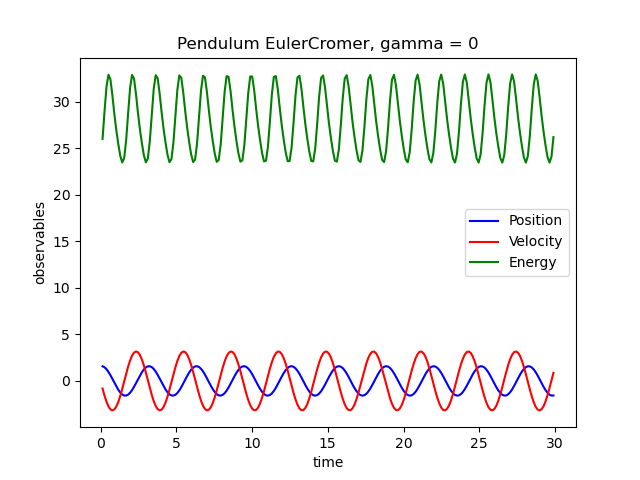 Pendulum EulerCromer, gamma = 0
observables
30
25
20
15
10
5
0
Position
Velocity
Energy
0 5 10 15 20 25 30
time